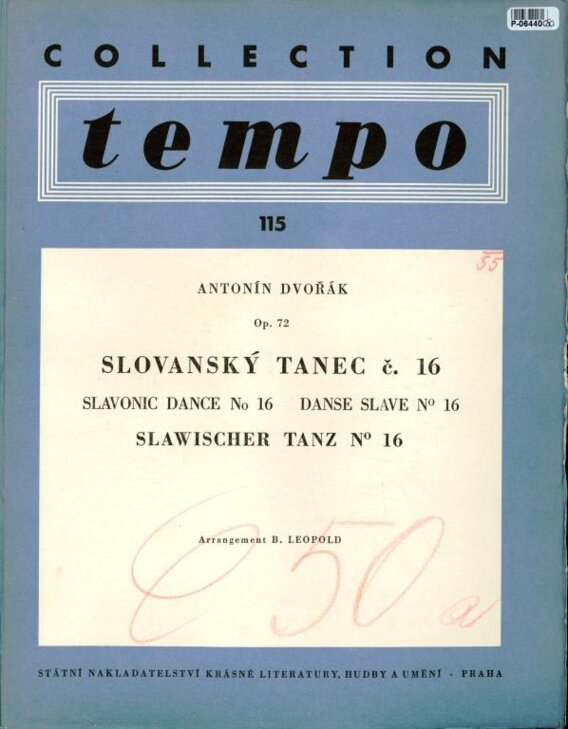 P-06440
COLLECTION
tempo
115
55
ANTONÍN DVOŘÁK
Op. 72
SLOVANSKÝ TANEC č. 16
SLAVONIC DANCE No 16 DANSE SLAVE Nº 16
SLAWISCHER TANZ Nº 16
Arrangement B. LEOPOLD
50 a
STÁTNÍ NAKLADATELSTVÍ KRÁSNÉ LITERATURY, HUDBY A UMĚNÍ · PRAHA